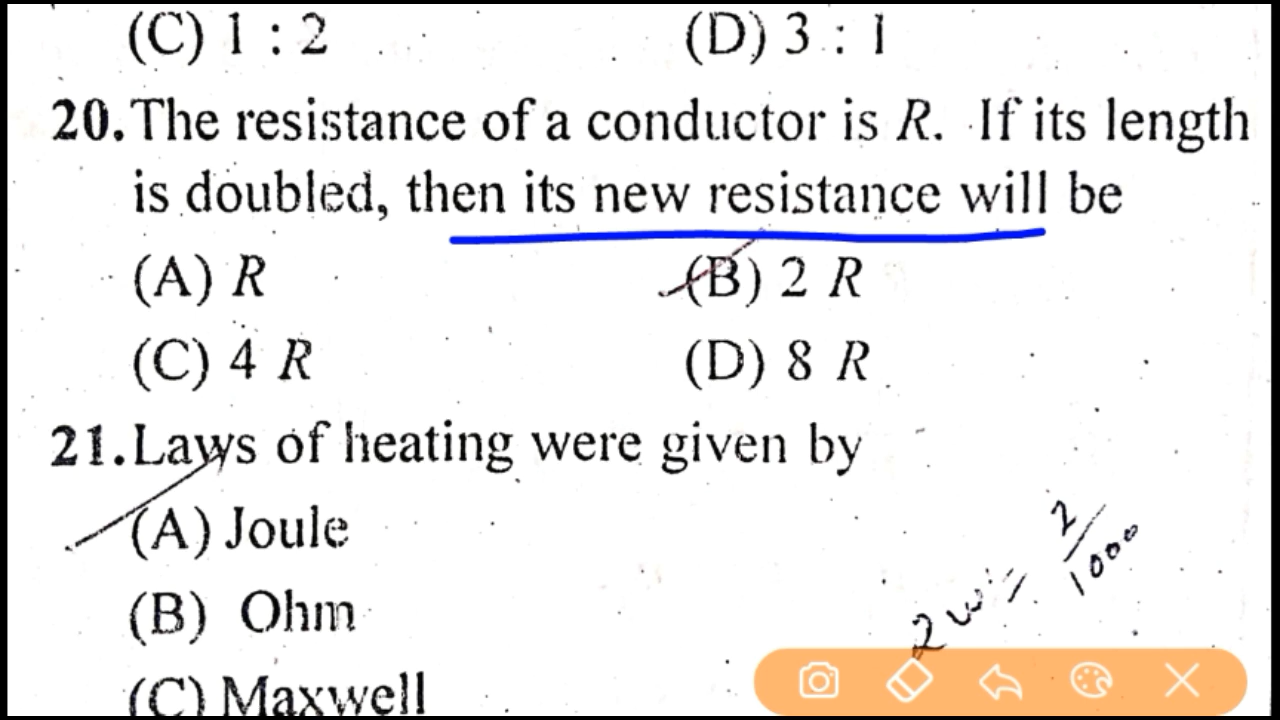 (C) 1 : 2 (D) 3 : 1
20. The resistance of a conductor is R. If its length
is doubled, then its new resistance will be
(A) R (B) 2 R
(C) 4 R (D) 8 R
21. Laws of heating were given by
(A) Joule
(B) Ohm
(C) Maxwell
2/1000